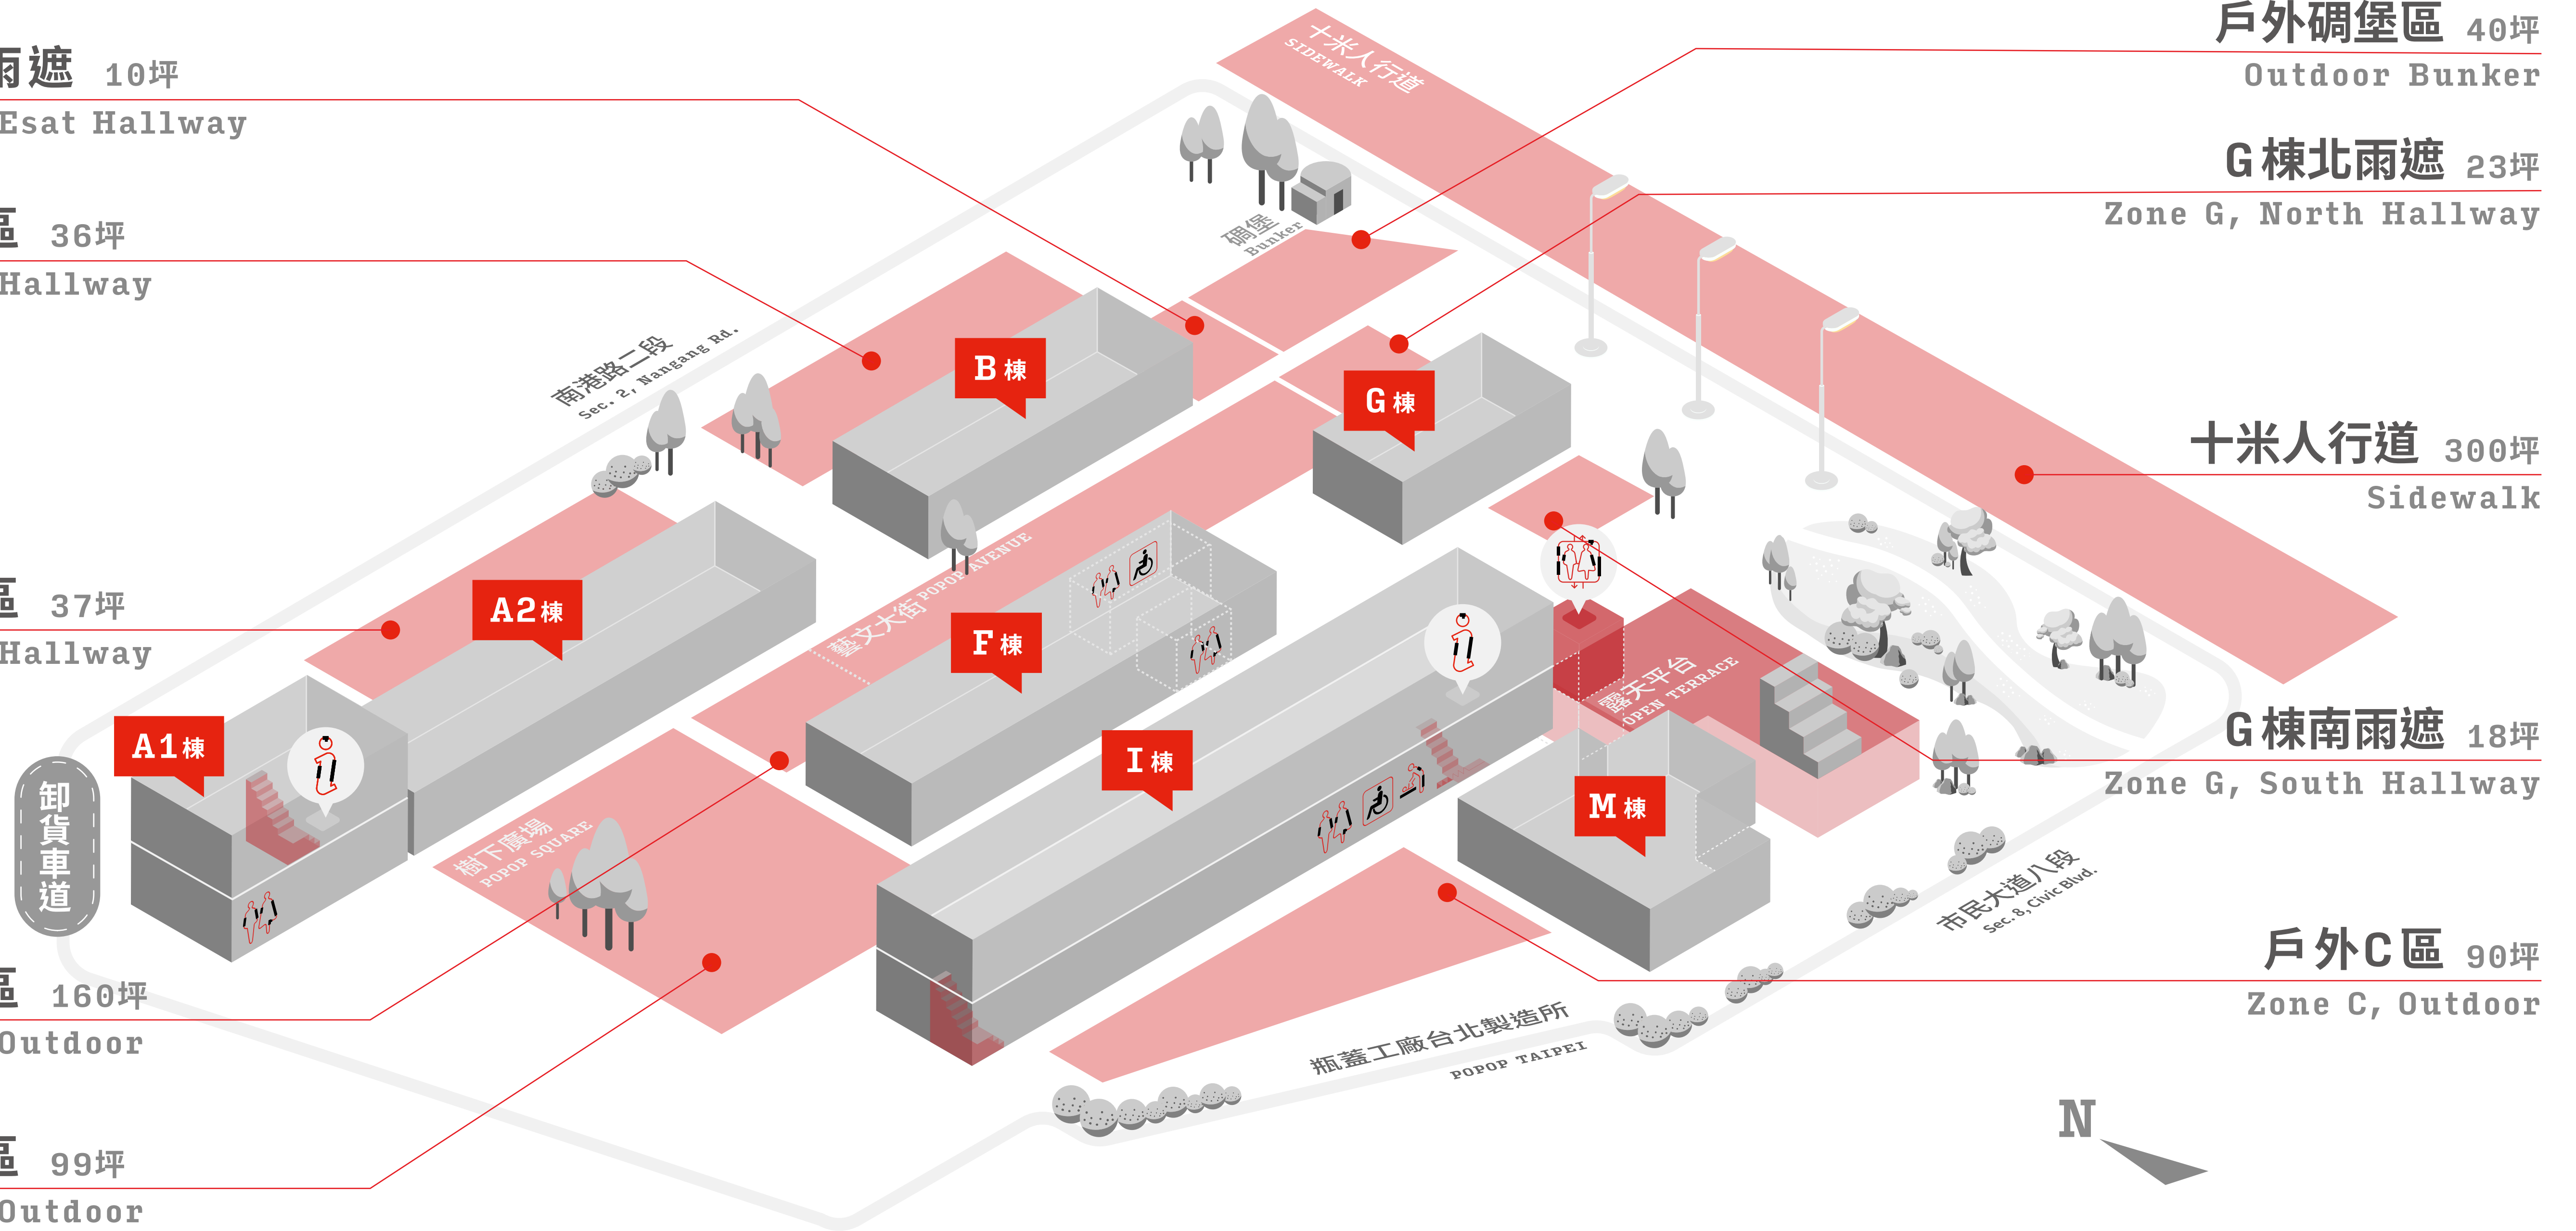 雨遮 10坪
Esat Hallway
區 36坪
Hallway
區 37坪
Hallway
區 160坪
Outdoor
區 99坪
Outdoor
十米人行道
SIDEWALK
碉堡
Bunker
南港路二段
Sec. 2, Nangang Rd.
B棟
G棟
A2棟
藝文大街 POPOP AVENUE
F棟
A1棟
I棟
M棟
露天平台
OPEN TERRACE
樹下廣場
POPOP SQUARE
卸貨車道
市民大道八段
Sec. 8, Civic Blvd.
瓶蓋工廠台北製造所
POPOP TAIPEI
N
戶外碉堡區 40坪
Outdoor Bunker
G棟北雨遮 23坪
Zone G, North Hallway
十米人行道 300坪
Sidewalk
G棟南雨遮 18坪
Zone G, South Hallway
戶外C區 90坪
Zone C, Outdoor